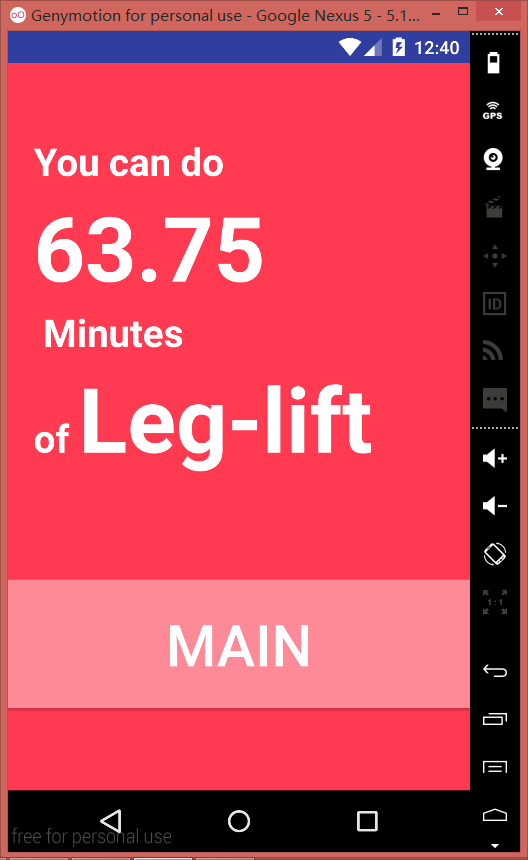 Genymotion for personal use - Google Nexus 5 - 5.1...
12:40
GPS
You can do
63.75
Minutes
of Leg-lift
ID
1:1
MAIN
free for personal use